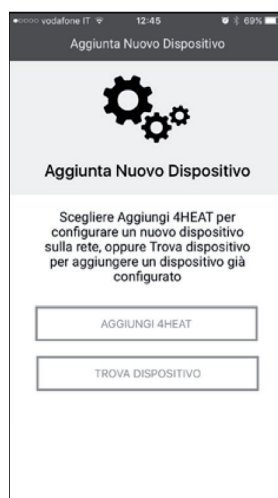 vodafone IT 12:45 69%
Aggiunta Nuovo Dispositivo
Aggiunta Nuovo Dispositivo
Scegliere Aggiungi 4HEAT per
configurare un nuovo dispositivo
sulla rete, oppure Trova dispositivo
per aggiungere un dispositivo già
configurato
AGGIUNGI 4HEAT
TROVA DISPOSITIVO